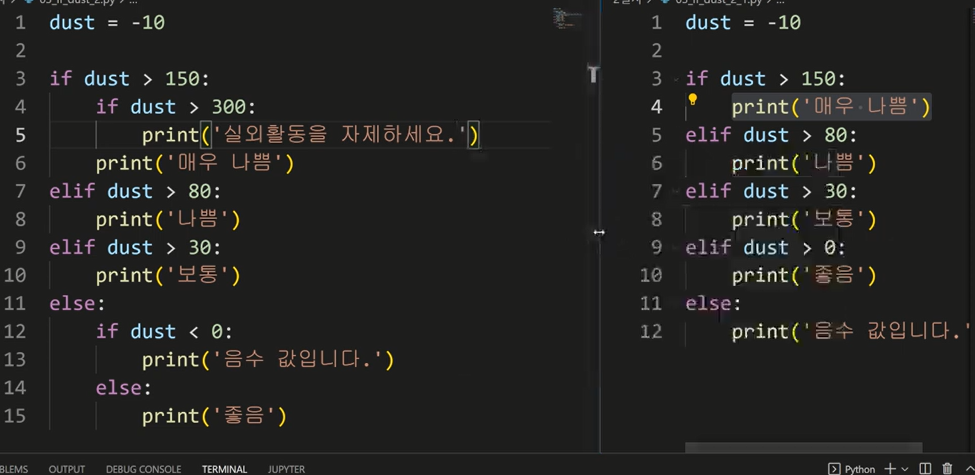 05_if_dust_2.py > ...
1 dust = -10
2
3 if dust > 150:
4 if dust > 300:
5 print('실외활동을 자제하세요.')
6 print('매우 나쁨')
7 elif dust > 80:
8 print('나쁨')
9 elif dust > 30:
10 print('보통')
11 else:
12 if dust < 0:
13 print('음수 값입니다.')
14 else:
15 print('좋음')
05_if_dust_2_1.py > ...
1 dust = -10
2
3 if dust > 150:
4 print('매우 나쁨')
5 elif dust > 80:
6 print('나쁨')
7 elif dust > 30:
8 print('보통')
9 elif dust > 0:
10 print('좋음')
11 else:
12 print('음수 값입니다.'
BLEMS OUTPUT DEBUG CONSOLE TERMINAL JUPYTER Python